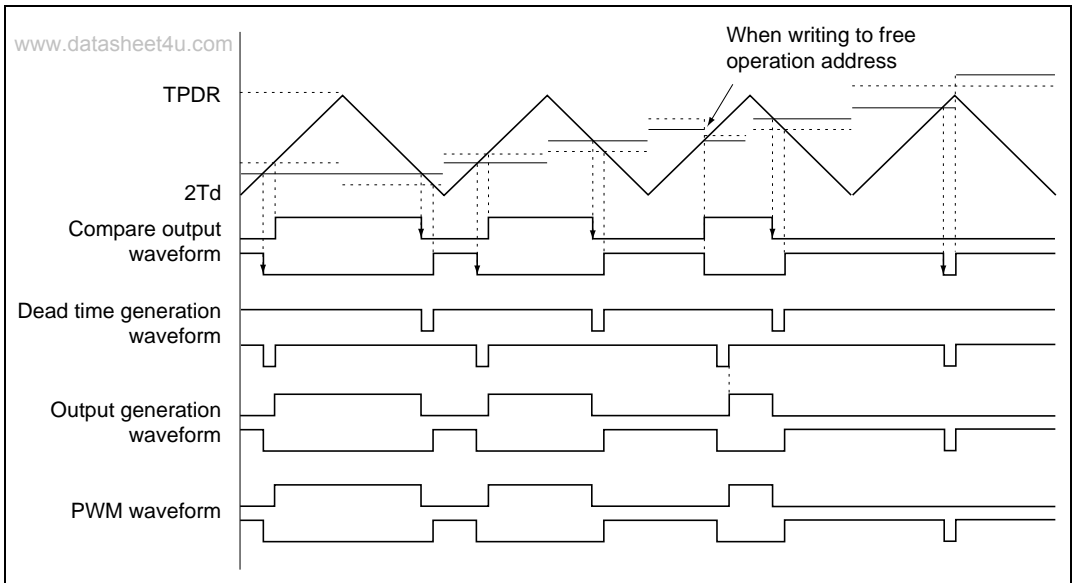 www.datasheet4u.com
When writing to free
operation address
TPDR
2Td
Compare output
waveform
Dead time generation
waveform
Output generation
waveform
PWM waveform